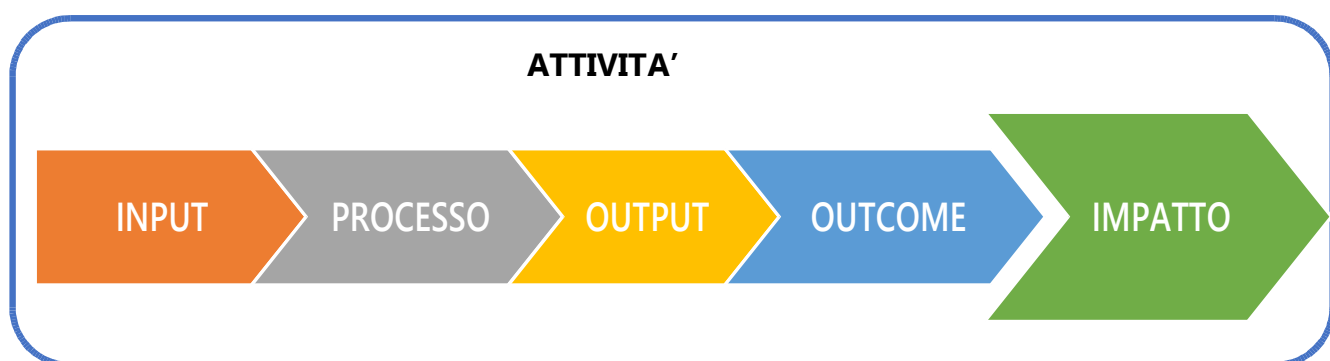 ATTIVITA’
INPUT
PROCESSO
OUTPUT
OUTCOME
IMPATTO